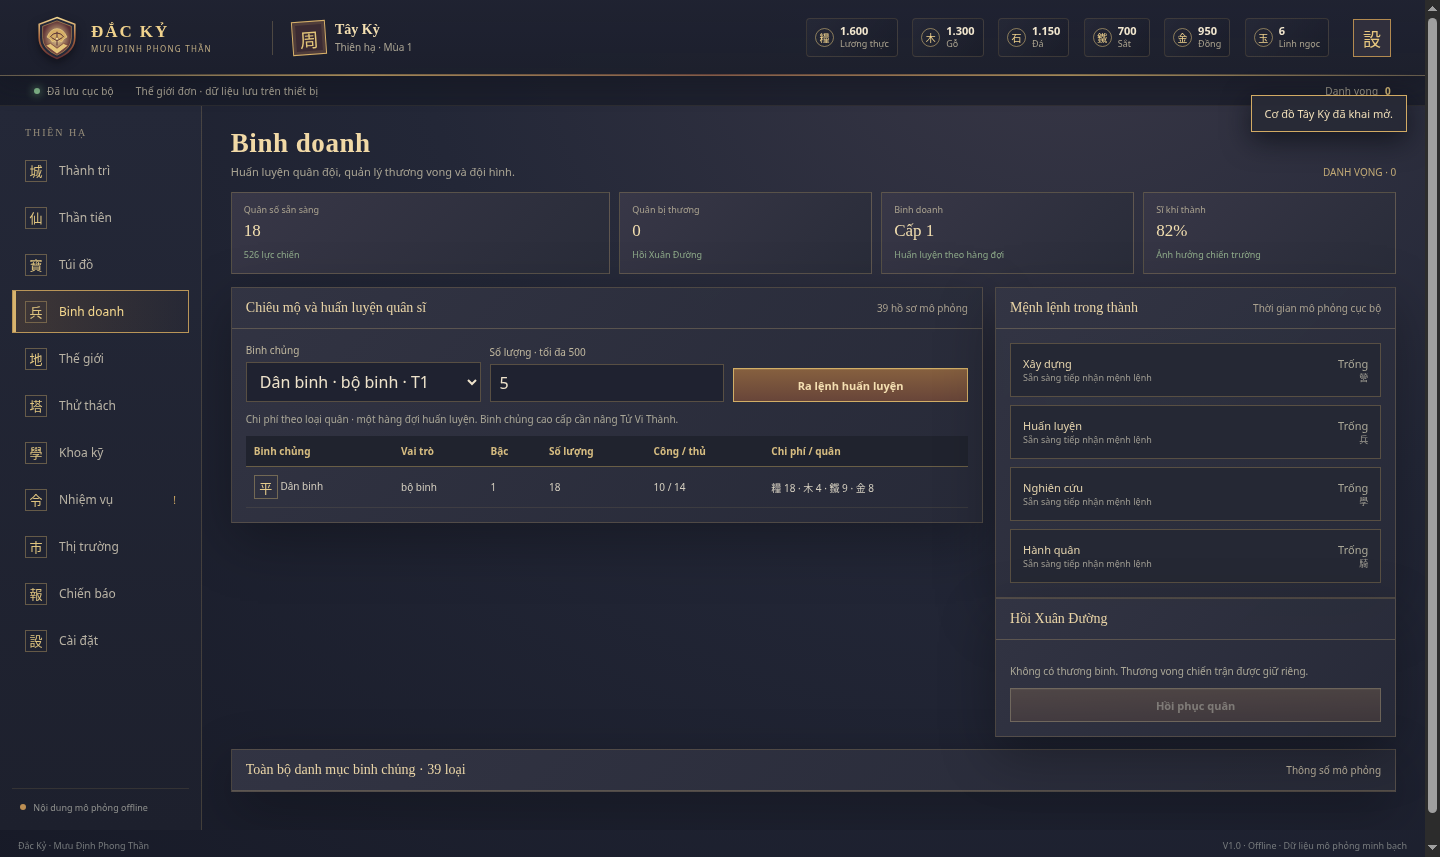 ĐẮC KỶ
MƯU ĐỊNH PHONG THẦN
周
Tây Kỳ
Thiên hạ · Mùa 1
糧 1.600 Lương thực
木 1.300 Gỗ
石 1.150 Đá
鐵 700 Sắt
金 950 Đồng
玉 6 Linh ngọc
設
Đã lưu cục bộ
Thế giới đơn · dữ liệu lưu trên thiết bị
Danh vọng 0
Cơ đồ Tây Kỳ đã khai mở.
THIÊN HẠ
城 Thành trì
仙 Thần tiên
寶 Túi đồ
兵 Binh doanh
地 Thế giới
塔 Thử thách
學 Khoa kỹ
令 Nhiệm vụ !
市 Thị trường
報 Chiến báo
設 Cài đặt
Nội dung mô phỏng offline
Binh doanh
Huấn luyện quân đội, quản lý thương vong và đội hình.
DANH VỌNG · 0
Quân số sẵn sàng
18
526 lực chiến
Quân bị thương
0
Hồi Xuân Đường
Binh doanh
Cấp 1
Huấn luyện theo hàng đợi
Sĩ khí thành
82%
Ảnh hưởng chiến trường
Chiêu mộ và huấn luyện quân sĩ
39 hồ sơ mô phỏng
Binh chủng
Dân binh · bộ binh · T1
Số lượng · tối đa 500
5
Ra lệnh huấn luyện
Chi phí theo loại quân · một hàng đợi huấn luyện. Binh chủng cao cấp cần nâng Tử Vi Thành.
Binh chủng Vai trò Bậc Số lượng Công / thủ Chi phí / quân
平 Dân binh bộ binh 1 18 10 / 14 糧 18 · 木 4 · 鐵 9 · 金 8
Mệnh lệnh trong thành
Thời gian mô phỏng cục bộ
Xây dựng Trống
Sẵn sàng tiếp nhận mệnh lệnh 營
Huấn luyện Trống
Sẵn sàng tiếp nhận mệnh lệnh 兵
Nghiên cứu Trống
Sẵn sàng tiếp nhận mệnh lệnh 學
Hành quân Trống
Sẵn sàng tiếp nhận mệnh lệnh 騎
Hồi Xuân Đường
Không có thương binh. Thương vong chiến trận được giữ riêng.
Hồi phục quân
Toàn bộ danh mục binh chủng · 39 loại
Thông số mô phỏng
Đắc Kỷ · Mưu Định Phong Thần
V1.0 · Offline · Dữ liệu mô phỏng minh bạch